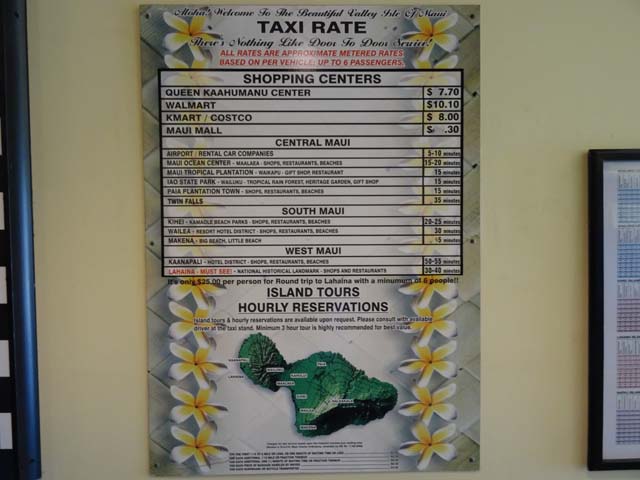 Aloha! Welcome To The Beautiful Valley Isle Of Maui
TAXI RATE
There's Nothing Like Door To Door Service!
ALL RATES ARE APPROXIMATE METERED RATES
BASED ON PER VEHICLE: UP TO 6 PASSENGERS.
SHOPPING CENTERS
QUEEN KAAHUMANU CENTER $ 7.70
WALMART $10.10
KMART / COSTCO $ 8.00
MAUI MALL $ .30
CENTRAL MAUI
AIRPORT / RENTAL CAR COMPANIES 5-10 minutes
MAUI OCEAN CENTER - MAALAEA - SHOPS, RESTAURANTS, BEACHES 15-20 minutes
MAUI TROPICAL PLANTATION - WAIKAPU - GIFT SHOP, RESTAURANT 15 minutes
IAO STATE PARK - WAILUKU - TROPICAL RAIN FOREST, HERITAGE GARDEN, GIFT SHOP 15 minutes
PAIA PLANTATION TOWN - SHOPS, RESTAURANTS, BEACHES 15 minutes
TWIN FALLS 35 minutes
SOUTH MAUI
KIHEI - KAMAOLE BEACH PARKS - SHOPS, RESTAURANTS, BEACHES 20-25 minutes
WAILEA - RESORT HOTEL DISTRICT - SHOPS, RESTAURANTS, BEACHES 30 minutes
MAKENA - BIG BEACH, LITTLE BEACH 45 minutes
WEST MAUI
KAANAPALI - HOTEL DISTRICT - SHOPS, RESTAURANTS, BEACHES 50-55 minutes
LAHAINA - MUST SEE! - NATIONAL HISTORICAL LANDMARK - SHOPS AND RESTAURANTS 30-40 minutes
It's only $25.00 per person for Round trip to Lahaina with a minumum of 6 people!!
ISLAND TOURS
HOURLY RESERVATIONS
Island tours & hourly reservations are available upon request. Please consult with available
driver at the taxi stand. Minimum 3 hour tour is highly recommended for best value.
KAANAPALI
LAHAINA
PAIA
KAHULUI
KIHEI
WAILEA
MAKENA